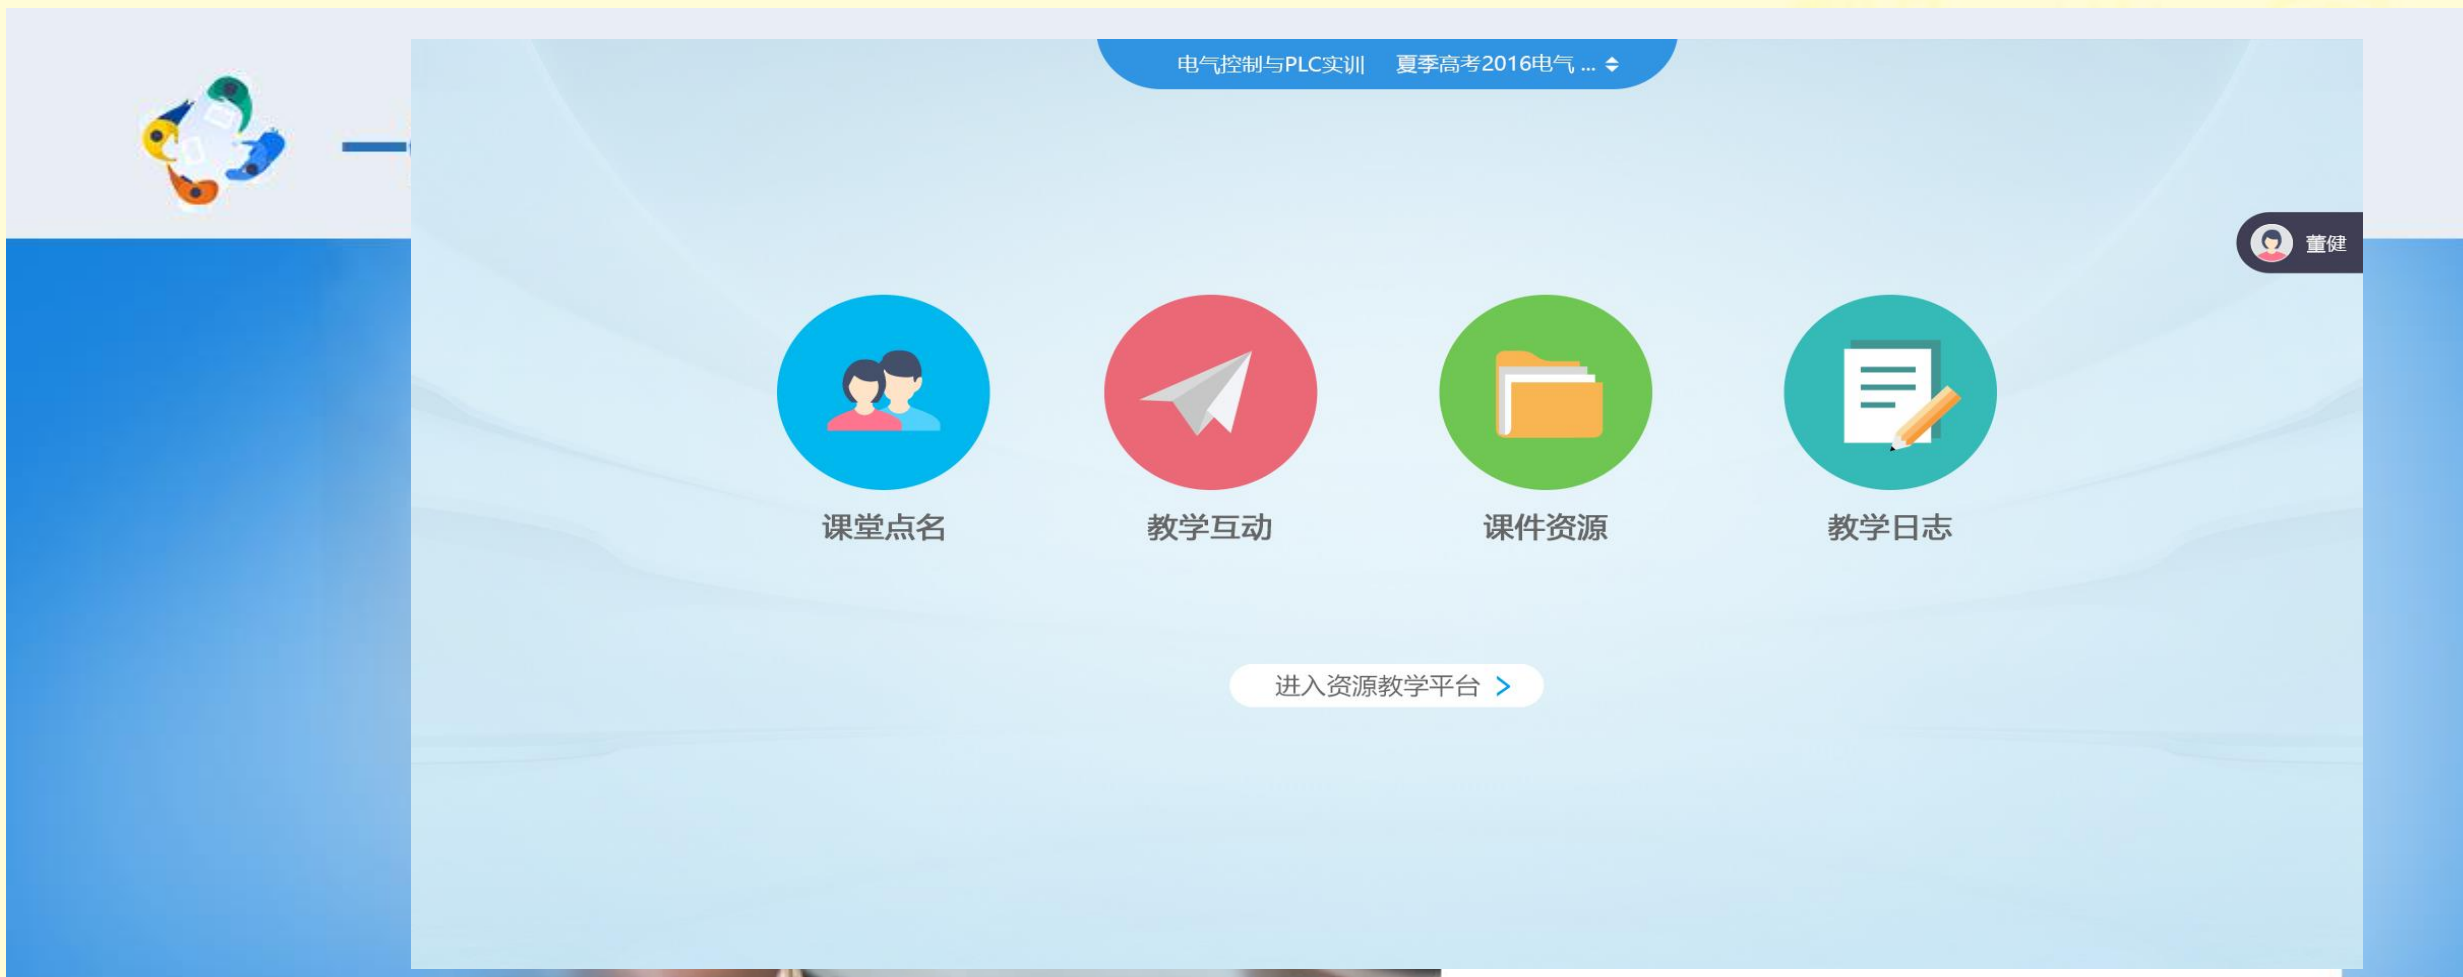 电气控制与PLC实训 夏季高考2016电气 ...
董健
课堂点名 教学互动 课件资源 教学日志
进入资源教学平台 >